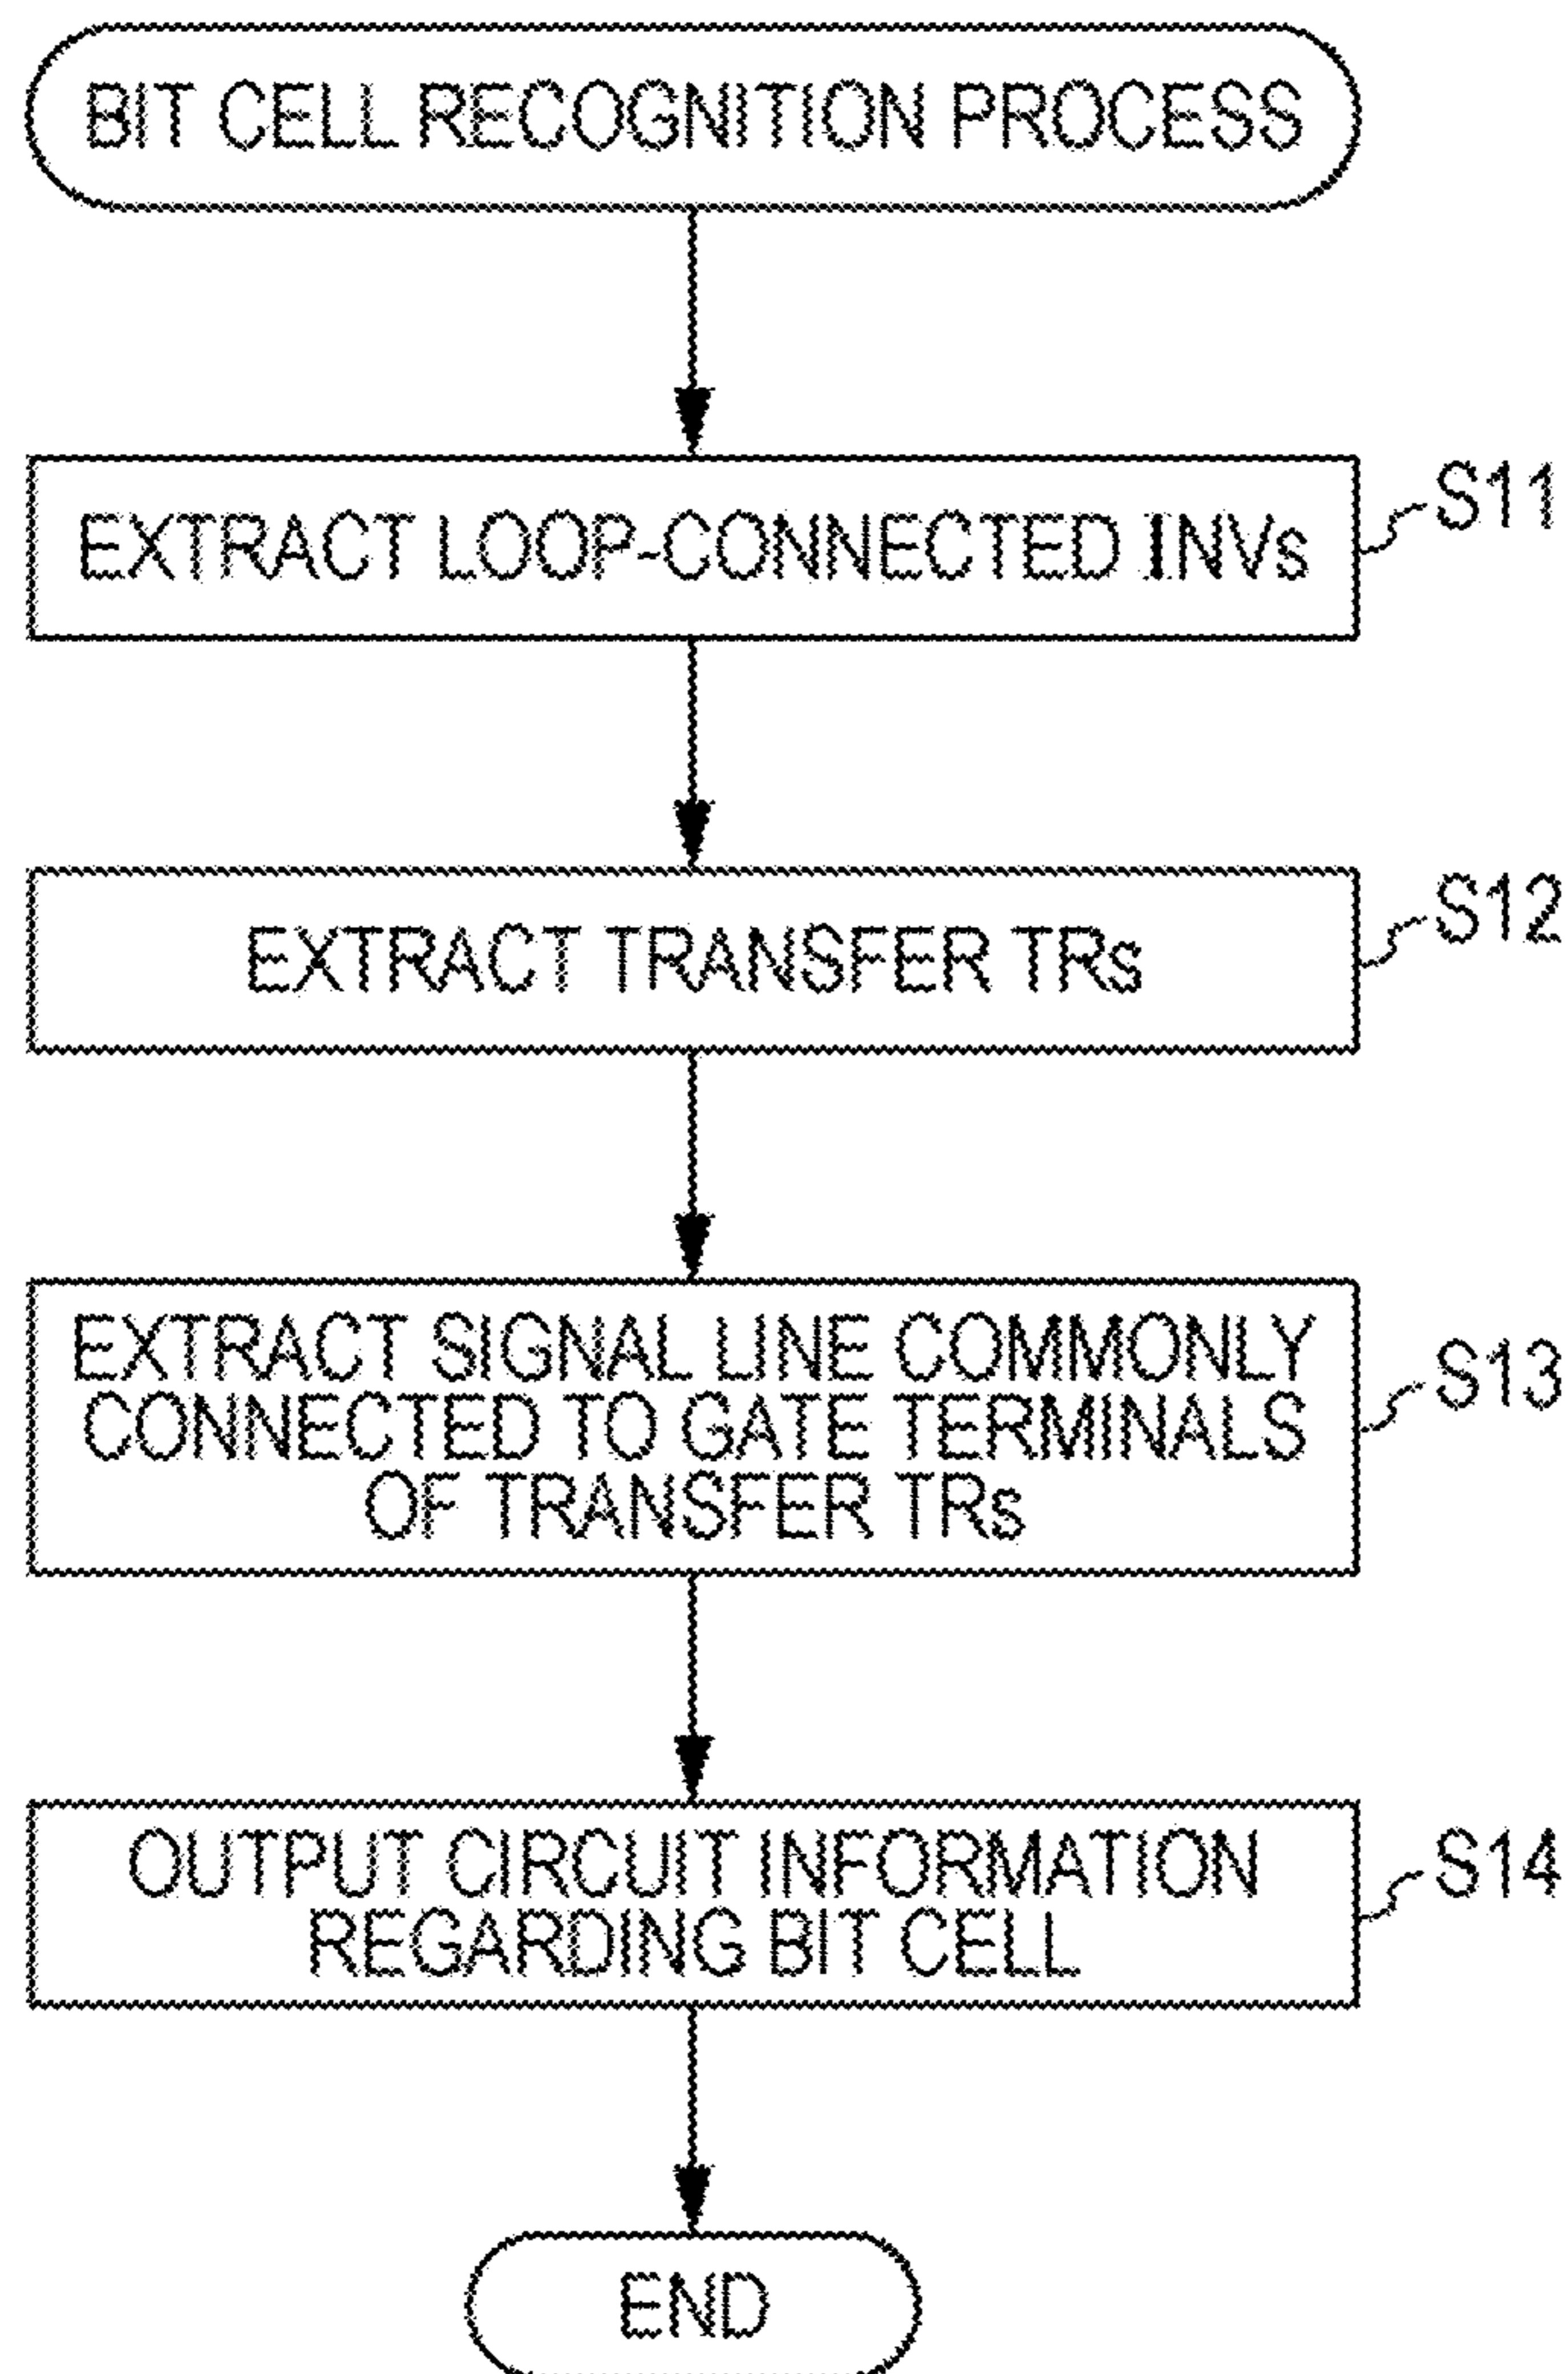 BIT CELL RECOGNITION PROCESS
EXTRACT LOOP-CONNECTED INVs
S11
EXTRACT TRANSFER TRs
S12
EXTRACT SIGNAL LINE COMMONLY
CONNECTED TO GATE TERMINALS
OF TRANSFER TRs
S13
OUTPUT CIRCUIT INFORMATION
REGARDING BIT CELL
S14
END